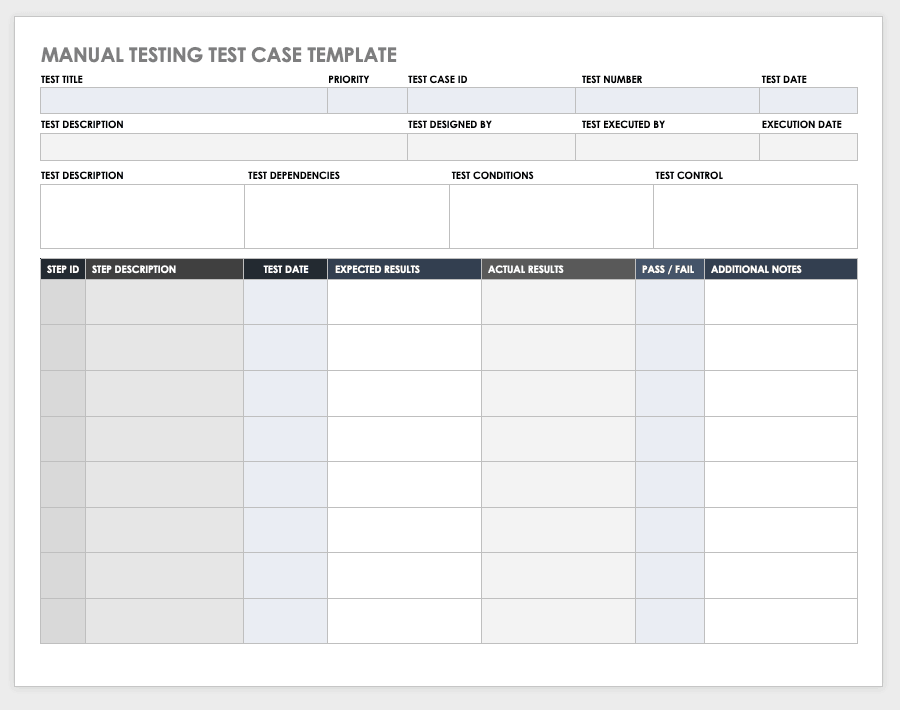 MANUAL TESTING TEST CASE TEMPLATE
TEST TITLE PRIORITY TEST CASE ID TEST NUMBER TEST DATE
TEST DESCRIPTION TEST DESIGNED BY TEST EXECUTED BY EXECUTION DATE
TEST DESCRIPTION TEST DEPENDENCIES TEST CONDITIONS TEST CONTROL
STEP ID STEP DESCRIPTION TEST DATE EXPECTED RESULTS ACTUAL RESULTS PASS / FAIL ADDITIONAL NOTES